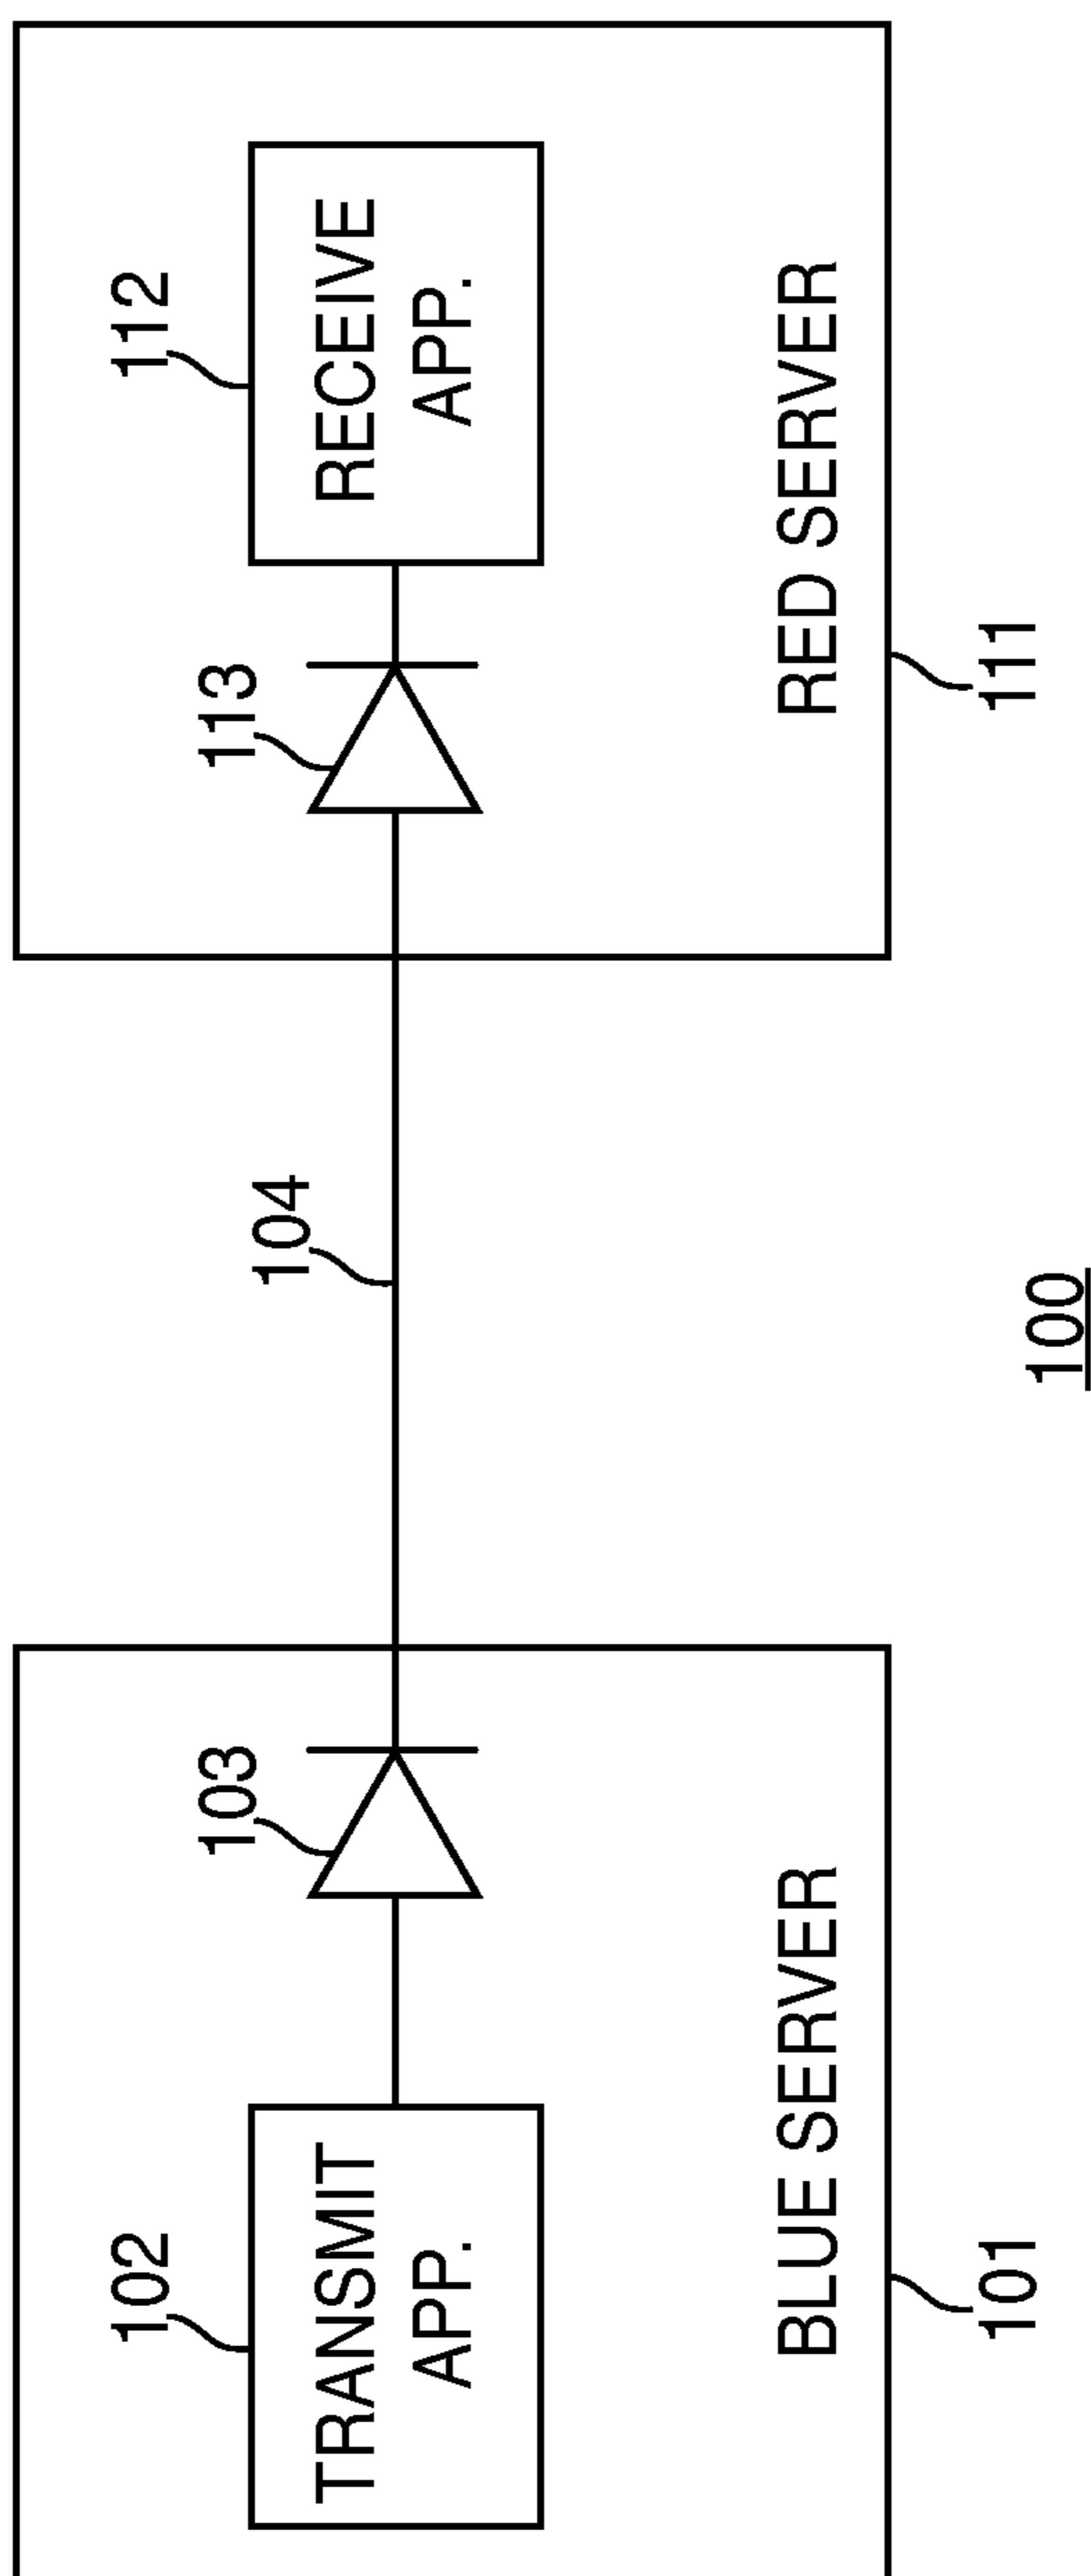 102
TRANSMIT
APP.
103
BLUE SERVER
101
104
100
113
112
RECEIVE
APP.
RED SERVER
111